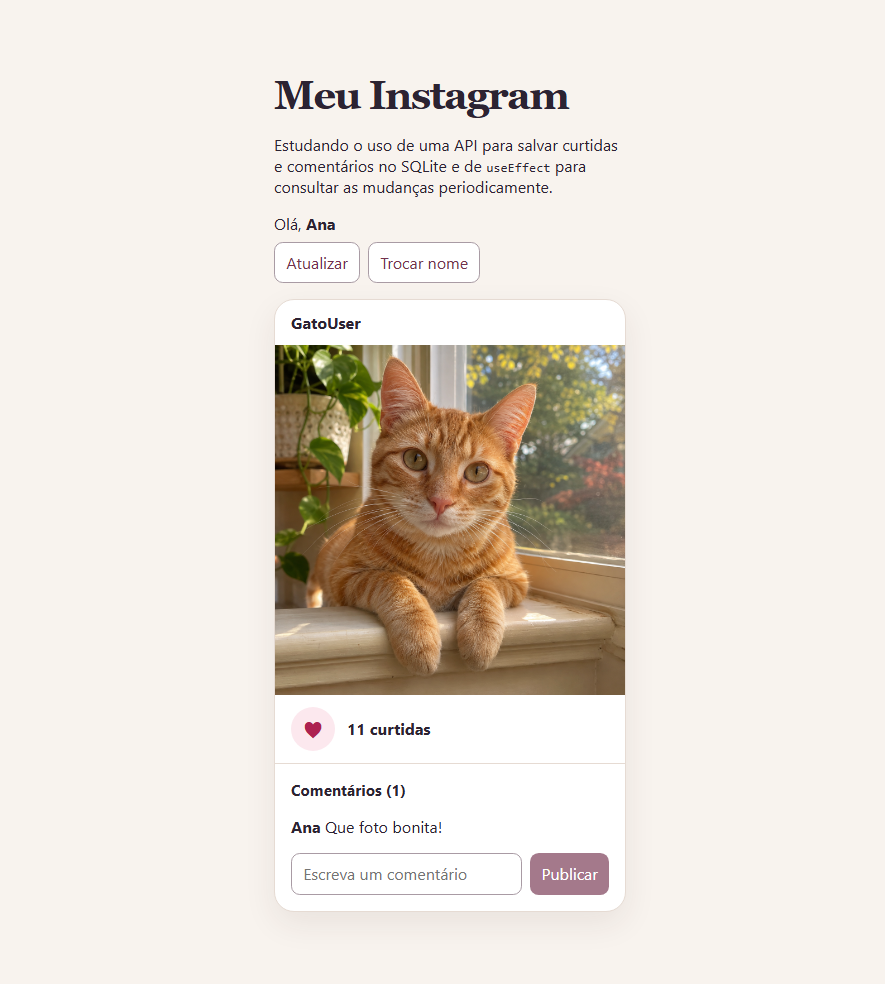 Meu Instagram
Estudando o uso de uma API para salvar curtidas
e comentários no SQLite e de useEffect para
consultar as mudanças periodicamente.
Olá, Ana
Atualizar
Trocar nome
GatoUser
11 curtidas
Comentários (1)
Ana Que foto bonita!
Escreva um comentário
Publicar